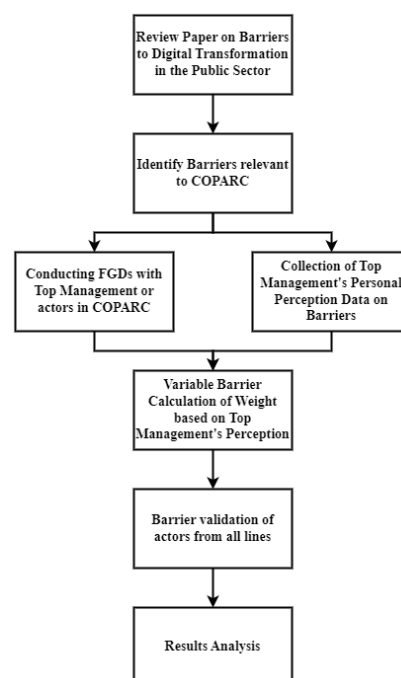 Review Paper on Barriers
to Digital Transformation
in the Public Sector
Identify Barriers relevant
to COPARC
Conducting FGDs with
Top Management or
actors in COPARC
Collection of Top
Management's Personal
Perception Data on
Barriers
Variable Barrier
Calculation of Weight
based on Top
Management's Perception
Barrier validation of
actors from all lines
Results Analysis